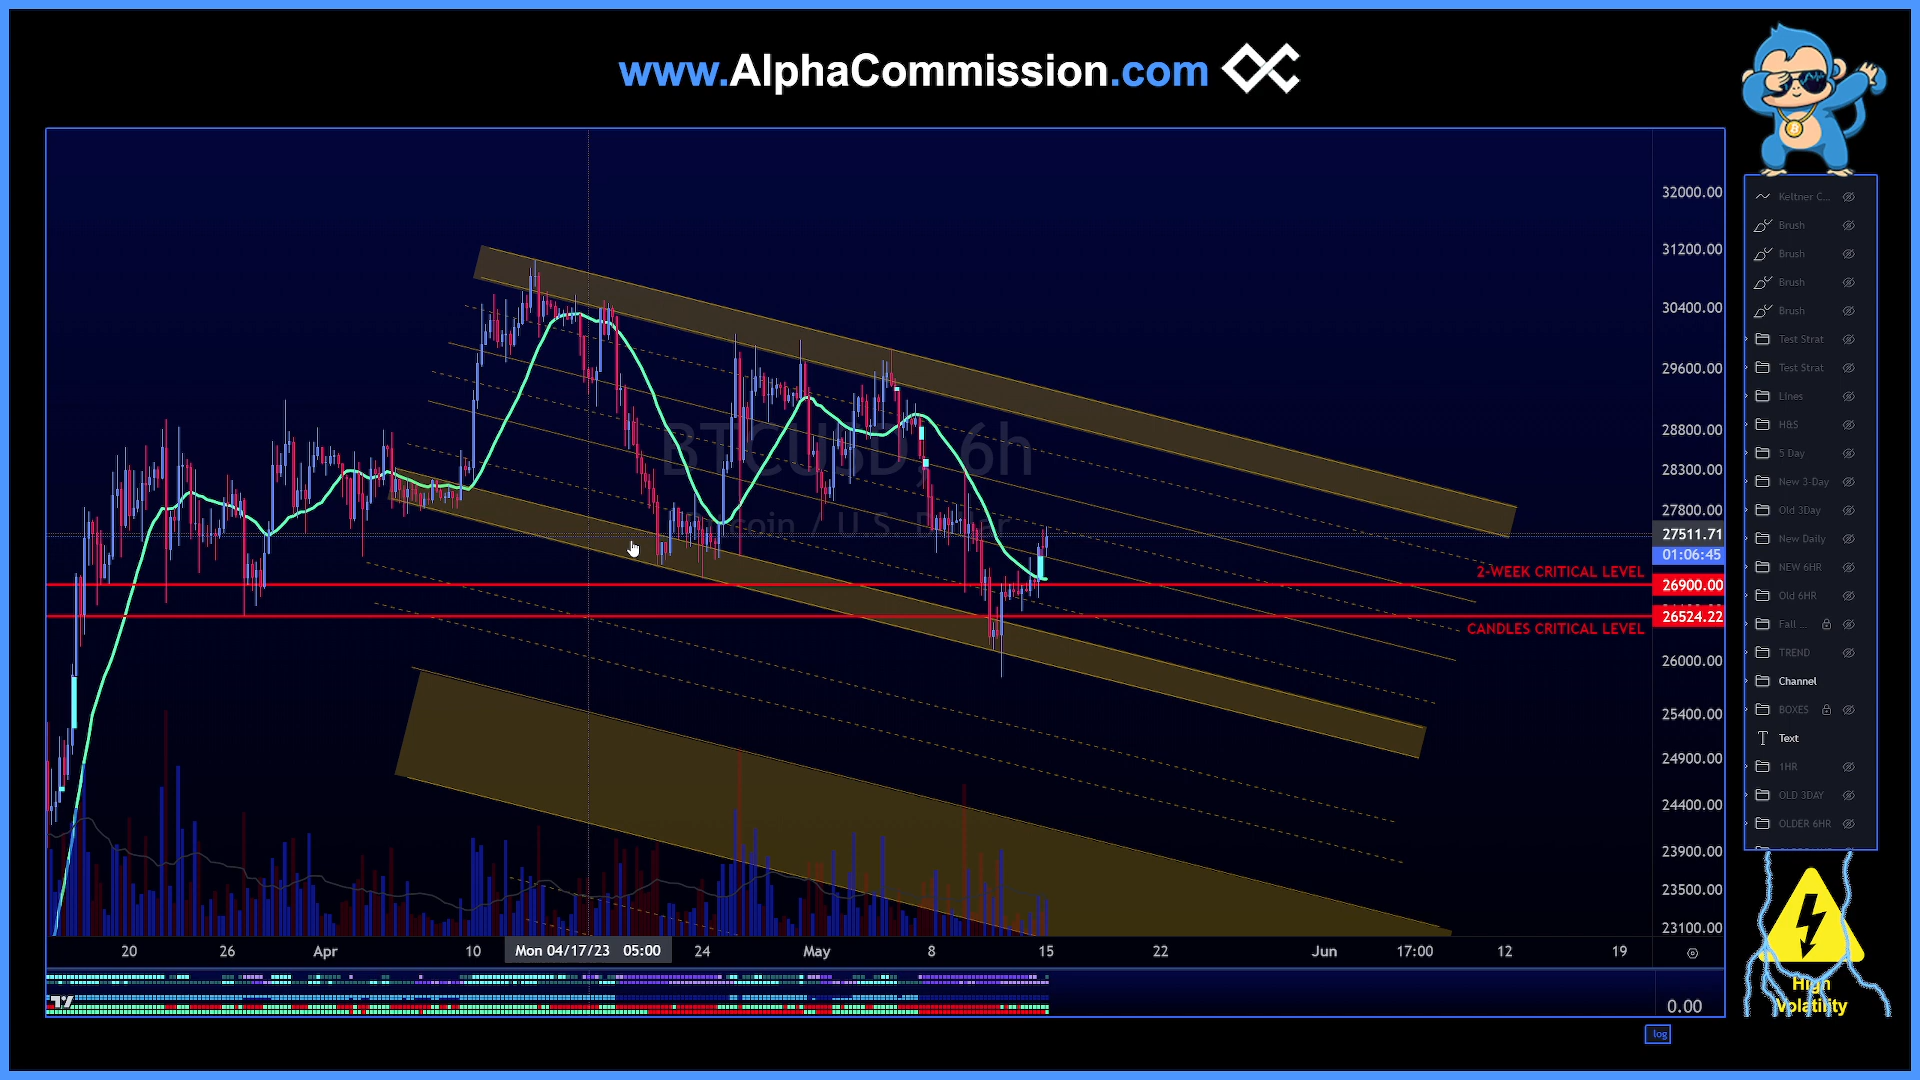 www.AlphaCommission.com
BTCUSD, 6h
Bitcoin / U.S. Dollar
2-WEEK CRITICAL LEVEL
CANDLES CRITICAL LEVEL
32000.00
31200.00
30400.00
29600.00
28800.00
28300.00
27800.00
27511.71
01:06:45
26900.00
26524.22
26000.00
25400.00
24900.00
24400.00
23900.00
23500.00
23100.00
20 26 Apr 10 Mon 04/17/23 05:00 24 May 8 15 22 Jun 17:00 12 19
0.00
log
Keltner C...
Brush
Brush
Brush
Brush
Test Strat
Test Strat
Lines
H&S
5 Day
New 3-Day
Old 3Day
New Daily
NEW 6HR
Old 6HR
Fall ...
TREND
Channel
BOXES
Text
1HR
OLD 3DAY
OLDER 6HR
High
Volatility